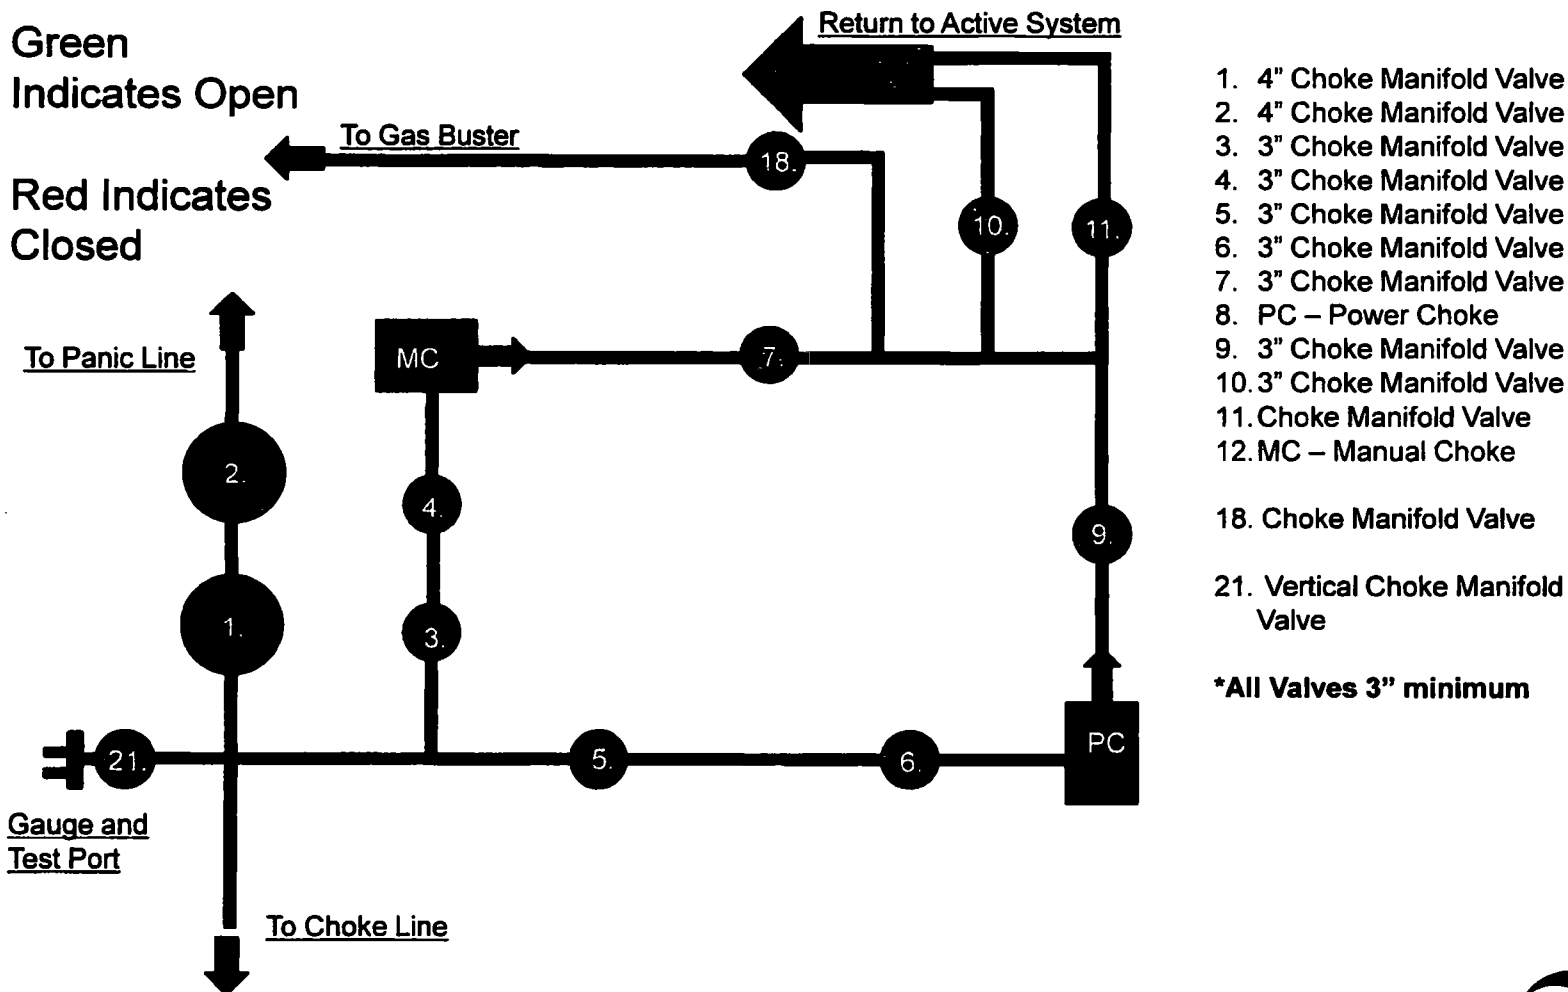 Green
Indicates Open
Red Indicates
Closed
Return to Active System
To Gas Buster
18.
10.
11.
To Panic Line
MC
7.
2.
4.
9.
1.
3.
21.
5.
6.
PC
Gauge and
Test Port
To Choke Line
1. 4" Choke Manifold Valve
2. 4" Choke Manifold Valve
3. 3" Choke Manifold Valve
4. 3" Choke Manifold Valve
5. 3" Choke Manifold Valve
6. 3" Choke Manifold Valve
7. 3" Choke Manifold Valve
8. PC – Power Choke
9. 3" Choke Manifold Valve
10. 3" Choke Manifold Valve
11. Choke Manifold Valve
12. MC – Manual Choke
18. Choke Manifold Valve
21. Vertical Choke Manifold
Valve
*All Valves 3” minimum